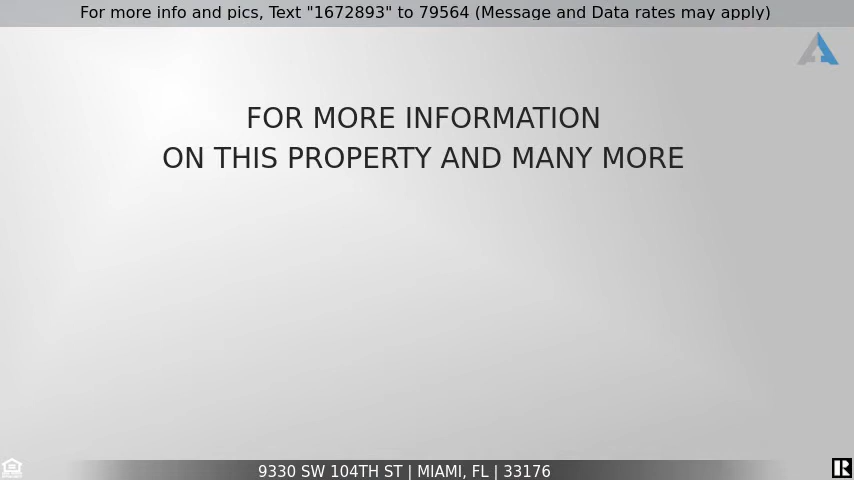 For more info and pics, Text "1672893" to 79564 (Message and Data rates may apply)
FOR MORE INFORMATION
ON THIS PROPERTY AND MANY MORE
9330 SW 104TH ST | MIAMI, FL | 33176